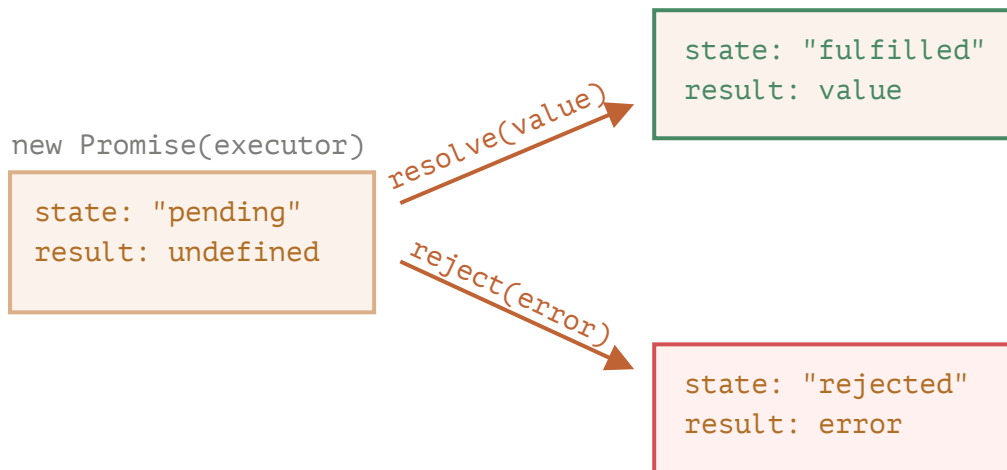 new Promise(executor)
state: "pending"
result: undefined
resolve(value)
reject(error)
state: "fulfilled"
result: value
state: "rejected"
result: error